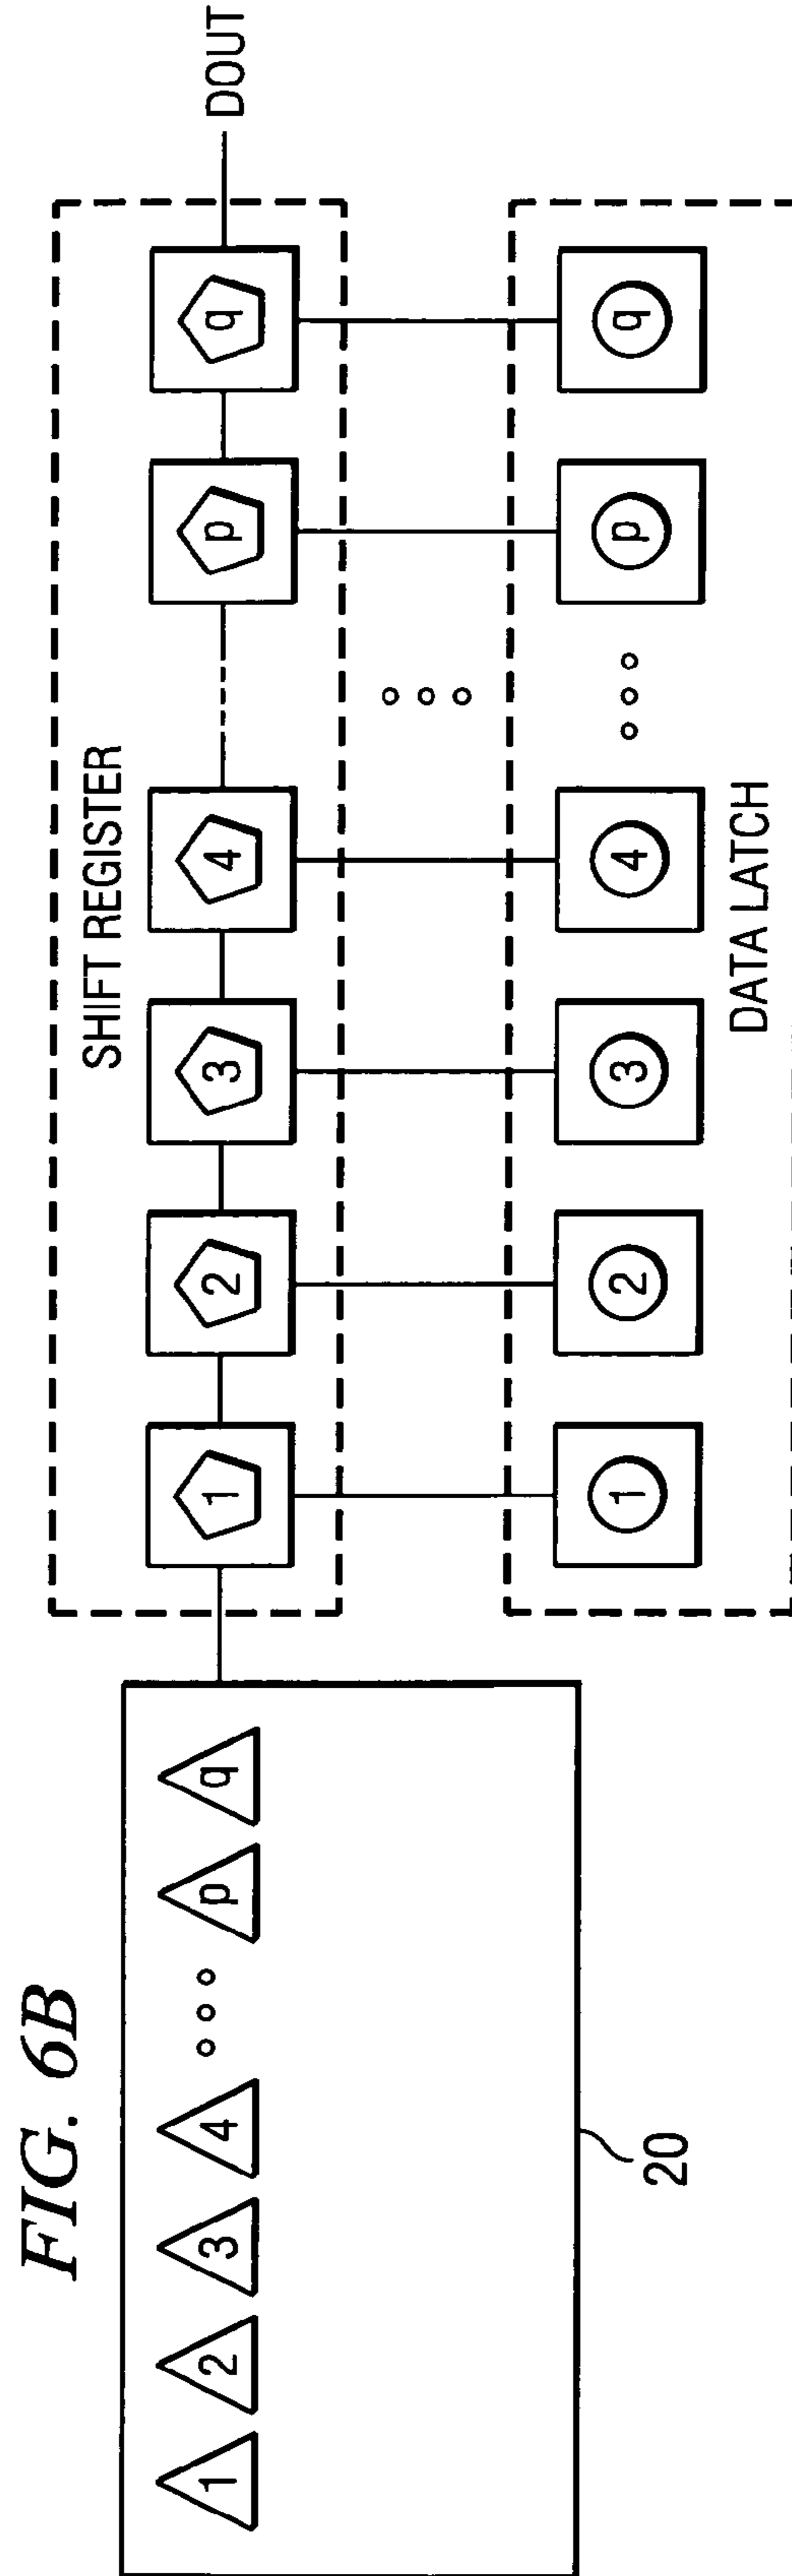 FIG. 6B
SHIFT REGISTER
1 2 3 4 p q 1 2 3 4 p q DOUT
1 2 3 4 p q
DATA LATCH
20